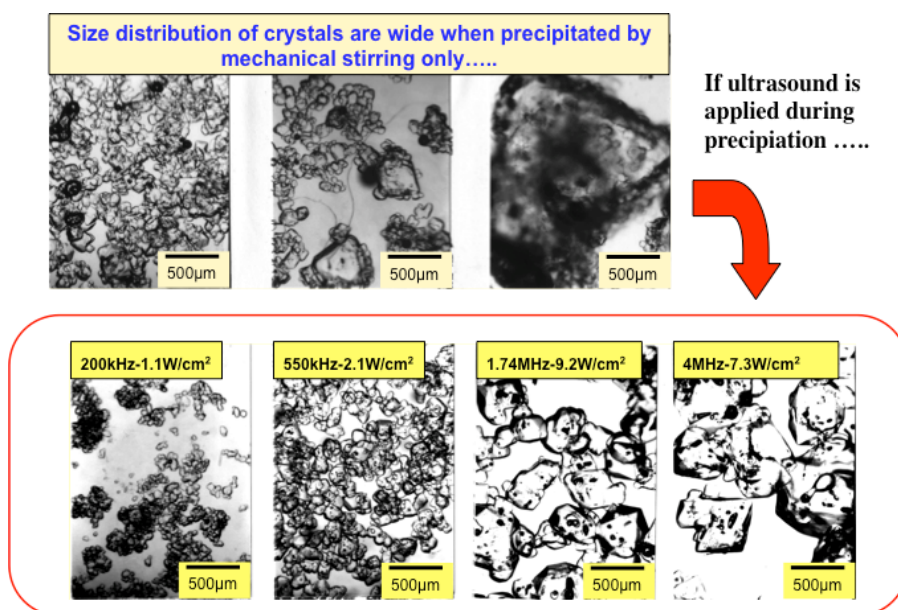 Size distribution of crystals are wide when precipitated by
mechanical stirring only.....
If ultrasound is
applied during
precipiation .....
500µm
500µm
500µm
200kHz-1.1W/cm²
550kHz-2.1W/cm²
1.74MHz-9.2W/cm²
4MHz-7.3W/cm²
500µm
500µm
500µm
500µm